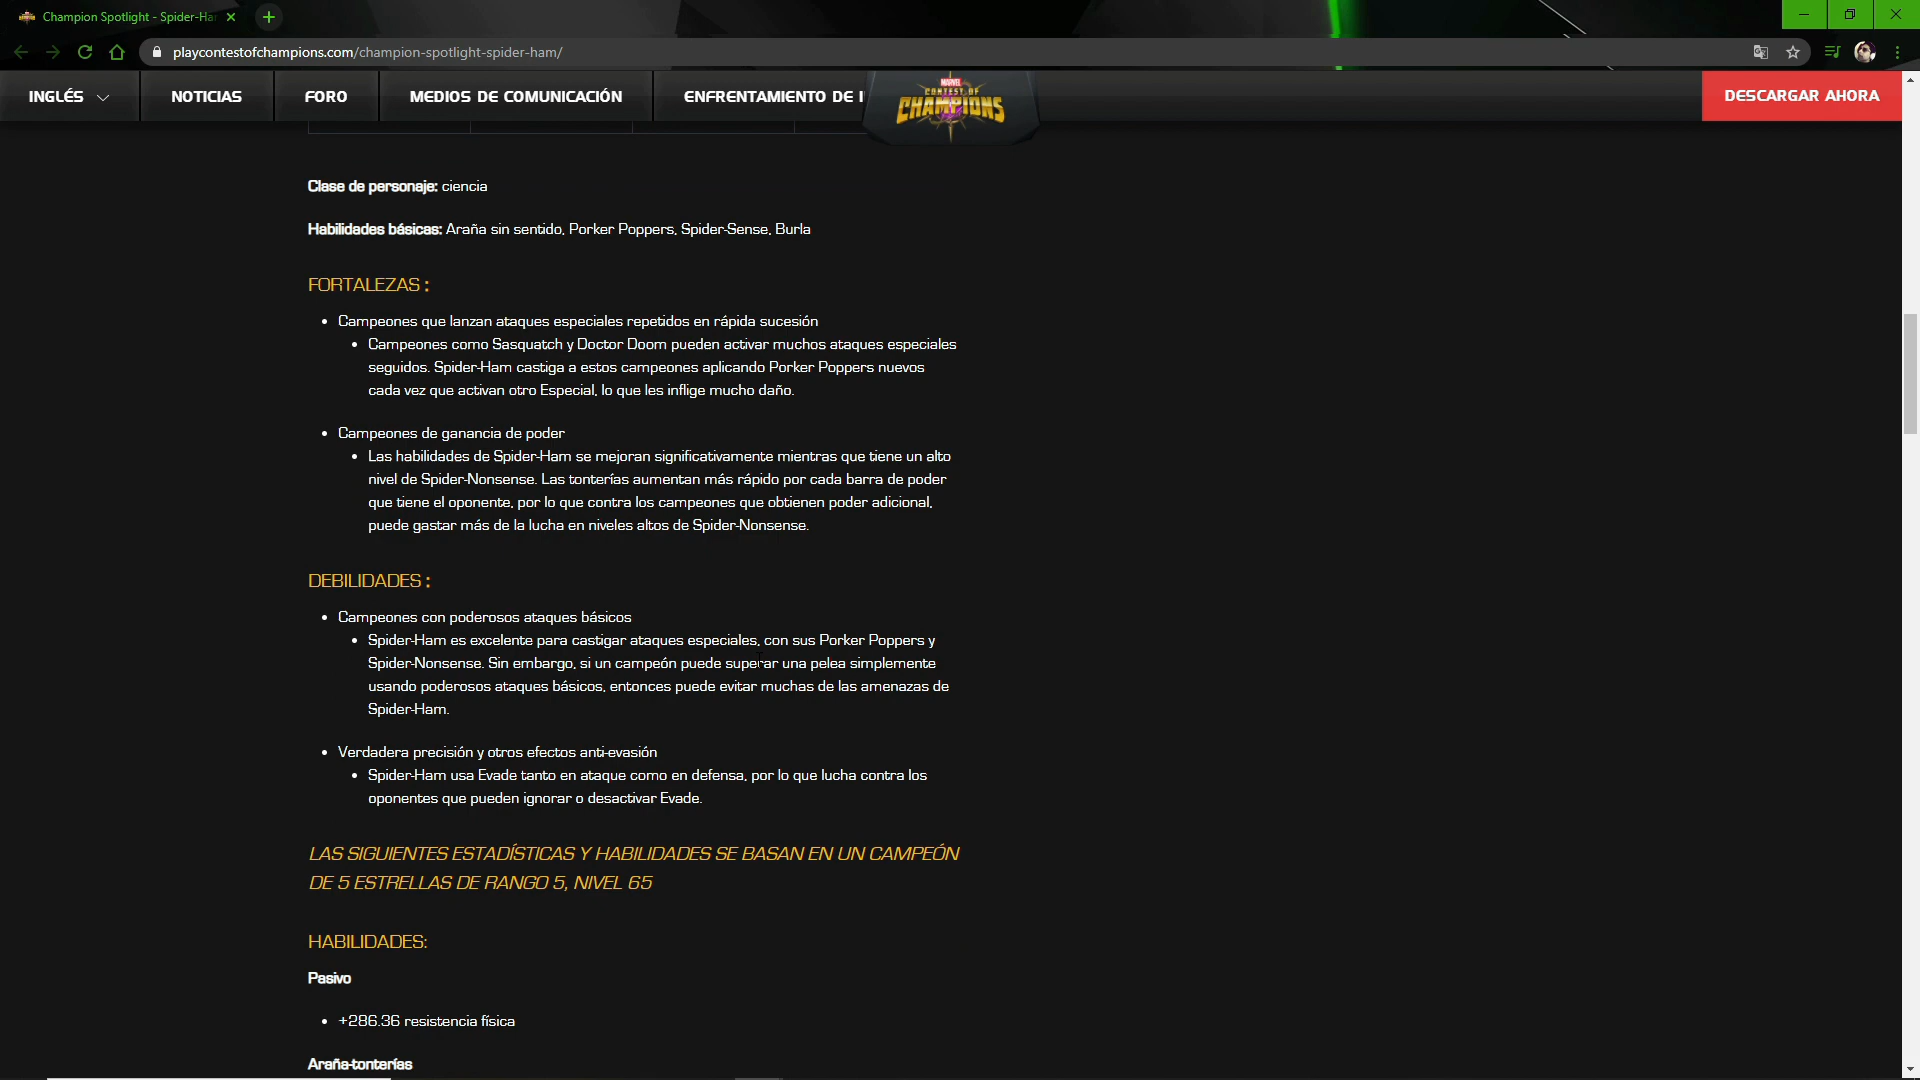 Champion Spotlight - Spider-Ha
playcontestofchampions.com/champion-spotlight-spider-ham/
INGLÉS
NOTICIAS
FORO
MEDIOS DE COMUNICACIÓN
ENFRENTAMIENTO DE
MARVEL
CONTEST OF
CHAMPIONS
DESCARGAR AHORA
Clase de personaje: ciencia
Habilidades básicas: Araña sin sentido, Porker Poppers, Spider-Sense, Burla
FORTALEZAS :
• Campeones que lanzan ataques especiales repetidos en rápida sucesión
• Campeones como Sasquatch y Doctor Doom pueden activar muchos ataques especiales
seguidos. Spider-Ham castiga a estos campeones aplicando Porker Poppers nuevos
cada vez que activan otro Especial, lo que les inflige mucho daño.
• Campeones de ganancia de poder
• Las habilidades de Spider-Ham se mejoran significativamente mientras que tiene un alto
nivel de Spider-Nonsense. Las tonterías aumentan más rápido por cada barra de poder
que tiene el oponente, por lo que contra los campeones que obtienen poder adicional,
puede gastar más de la lucha en niveles altos de Spider-Nonsense.
DEBILIDADES :
• Campeones con poderosos ataques básicos
• Spider-Ham es excelente para castigar ataques especiales, con sus Porker Poppers y
Spider-Nonsense. Sin embargo, si un campeón puede superar una pelea simplemente
usando poderosos ataques básicos, entonces puede evitar muchas de las amenazas de
Spider-Ham.
• Verdadera precisión y otros efectos anti-evasión
• Spider-Ham usa Evade tanto en ataque como en defensa, por lo que lucha contra los
oponentes que pueden ignorar o desactivar Evade.
LAS SIGUIENTES ESTADÍSTICAS Y HABILIDADES SE BASAN EN UN CAMPEÓN
DE 5 ESTRELLAS DE RANGO 5, NIVEL 65
HABILIDADES:
Pasivo
• +286.36 resistencia física
Araña-tonterías